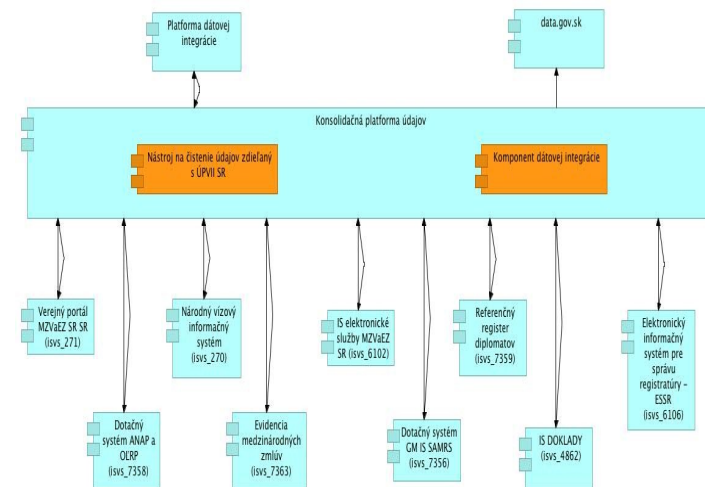 Platforma dátovej
integrácie
data.gov.sk
Konsolidačná platforma údajov
Nástroj na čistenie údajov zdieľaný
s ÚPVII SR
Komponent dátovej integrácie
Verejný portál
MZVaEZ SR SR
(isvs_271)
Národný vízový
informačný
systém
(isvs_270)
IS elektronické
služby MZVaEZ
SR (isvs_6102)
Referenčný
register
diplomatov
(isvs_7359)
Elektronický
informačný
systém pre
správu
registratúry –
ESSR
(isvs_6106)
Dotačný
systém ANAP a
OĽRP
(isvs_7358)
Evidencia
medzinárodných
zmlúv
(isvs_7363)
Dotačný systém
GM IS SAMRS
(isvs_7356)
IS DOKLADY
(isvs_4862)